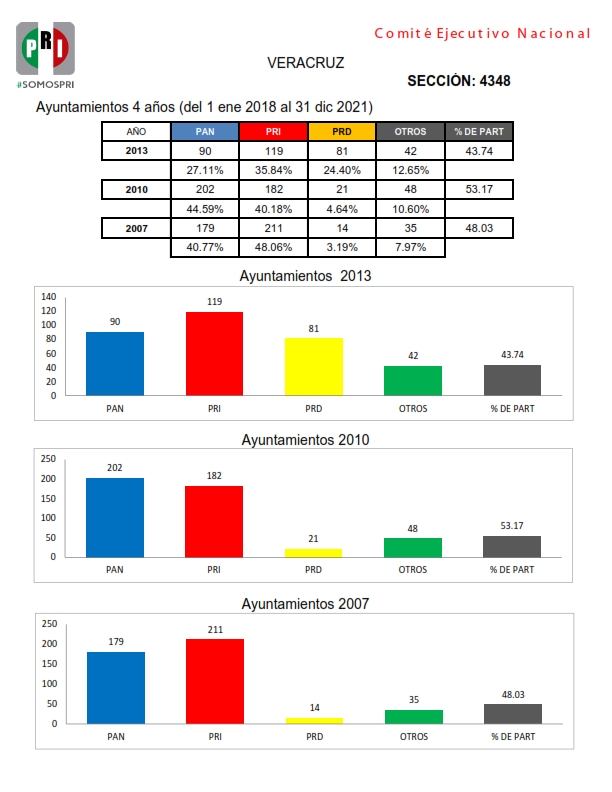 Comité Ejecutivo Nacional
PRI
#SOMOSPRI
VERACRUZ
SECCIÓN: 4348
Ayuntamientos 4 años (del 1 ene 2018 al 31 dic 2021)
AÑO PAN PRI PRD OTROS % DE PART
2013 90 119 81 42 43.74
27.11% 35.84% 24.40% 12.65%
2010 202 182 21 48 53.17
44.59% 40.18% 4.64% 10.60%
2007 179 211 14 35 48.03
40.77% 48.06% 3.19% 7.97%
Ayuntamientos 2013
140
120
100
80
60
40
20
0
90
119
81
42
43.74
PAN PRI PRD OTROS % DE PART
Ayuntamientos 2010
250
200
150
100
50
0
202
182
21
48
53.17
PAN PRI PRD OTROS % DE PART
Ayuntamientos 2007
250
200
150
100
50
0
179
211
14
35
48.03
PAN PRI PRD OTROS % DE PART